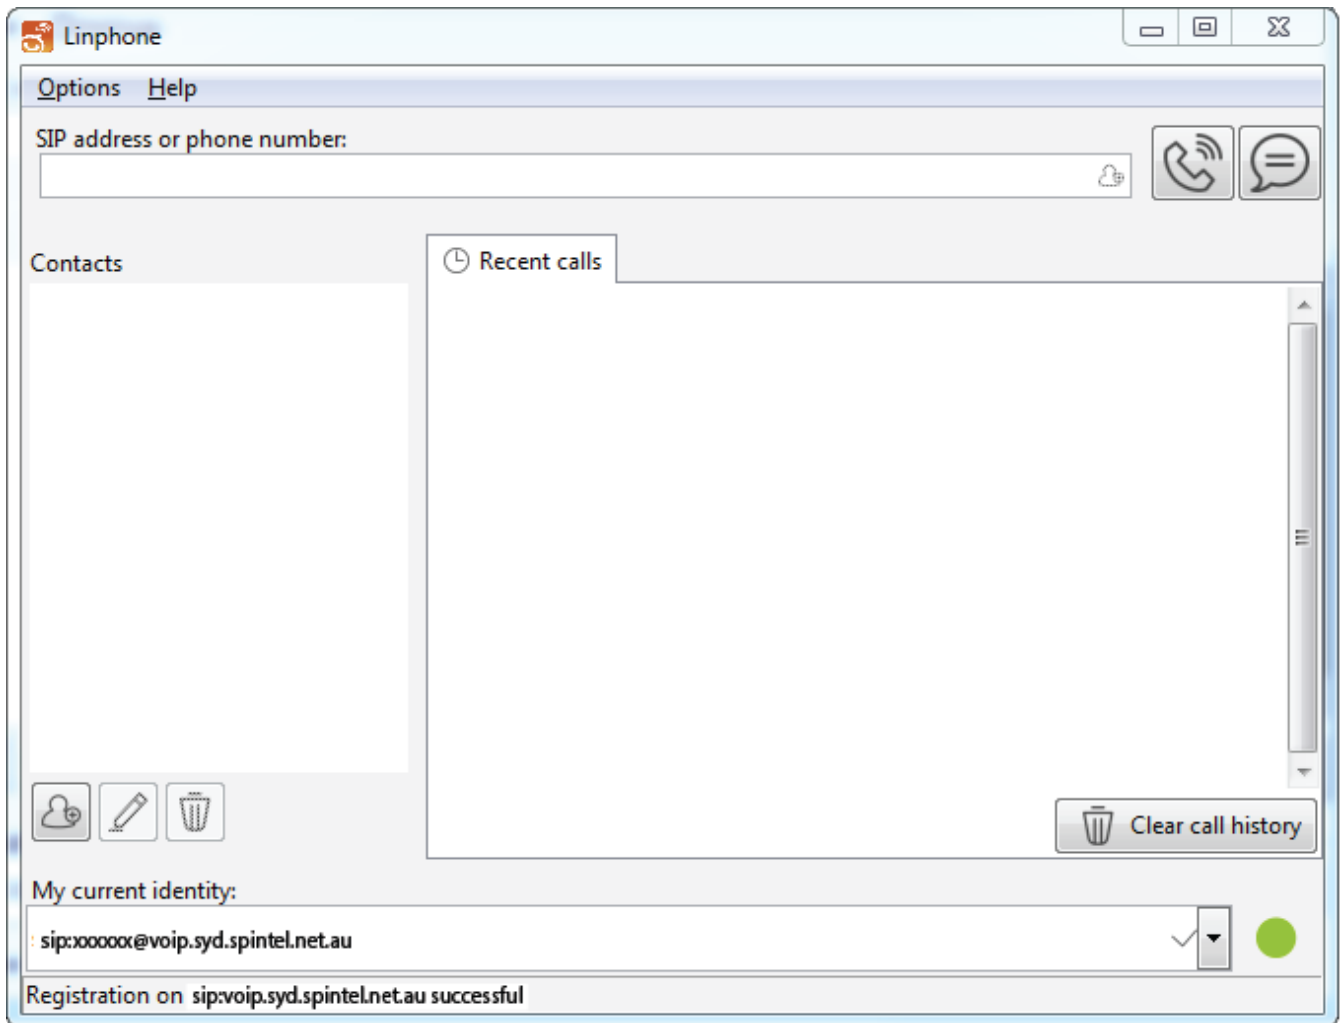 Linphone
Options Help
SIP address or phone number:
Contacts
Recent calls
Clear call history
My current identity:
sip:xxxxxx@voip.syd.spintel.net.au
Registration on sip:voip.syd.spintel.net.au successful